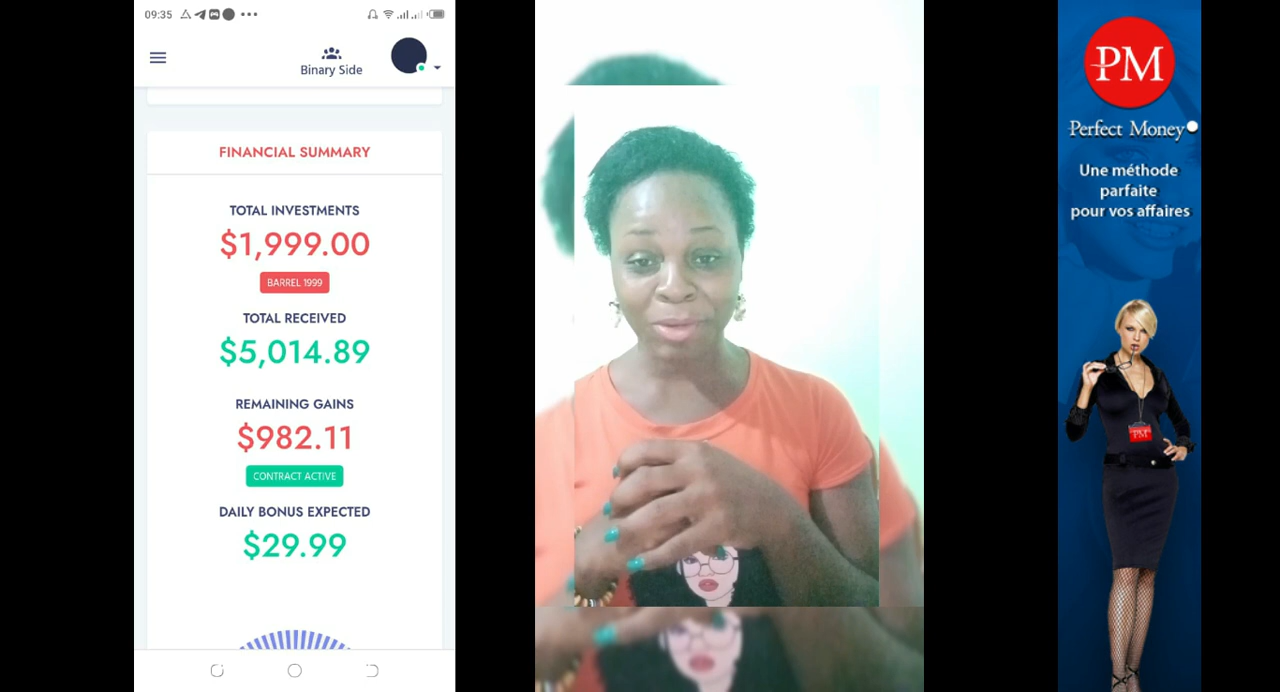 09:35
Binary Side
FINANCIAL SUMMARY
TOTAL INVESTMENTS
$1,999.00
BARREL 1999
TOTAL RECEIVED
$5,014.89
REMAINING GAINS
$982.11
CONTRACT ACTIVE
DAILY BONUS EXPECTED
$29.99
PM
Perfect Money
Une méthode
parfaite
pour vos affaires
PM